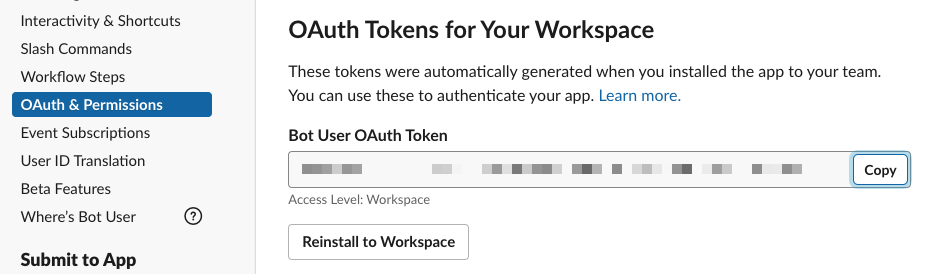 Interactivity & Shortcuts
Slash Commands
Workflow Steps
OAuth & Permissions
Event Subscriptions
User ID Translation
Beta Features
Where's Bot User
?
Submit to App
OAuth Tokens for Your Workspace
These tokens were automatically generated when you installed the app to your team.
You can use these to authenticate your app. Learn more.
Bot User OAuth Token
Copy
Access Level: Workspace
Reinstall to Workspace